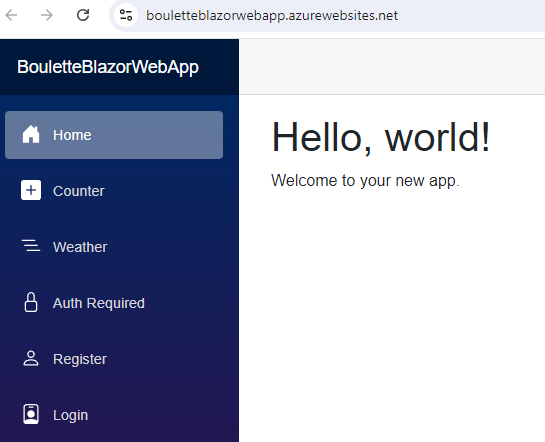 bouletteblazorwebapp.azurewebsites.net
BouletteBlazorWebApp
Home
Counter
Weather
Auth Required
Register
Login
Hello, world!
Welcome to your new app.